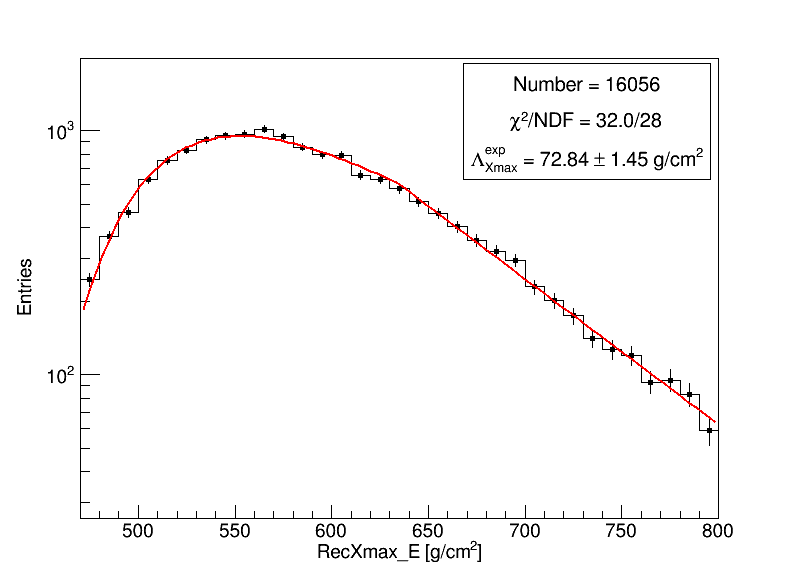 Number = 16056
χ²/NDF = 32.0/28
Λ^exp_Xmax = 72.84 ± 1.45 g/cm²
10³
10²
Entries
500 550 600 650 700 750 800
RecXmax_E [g/cm²]